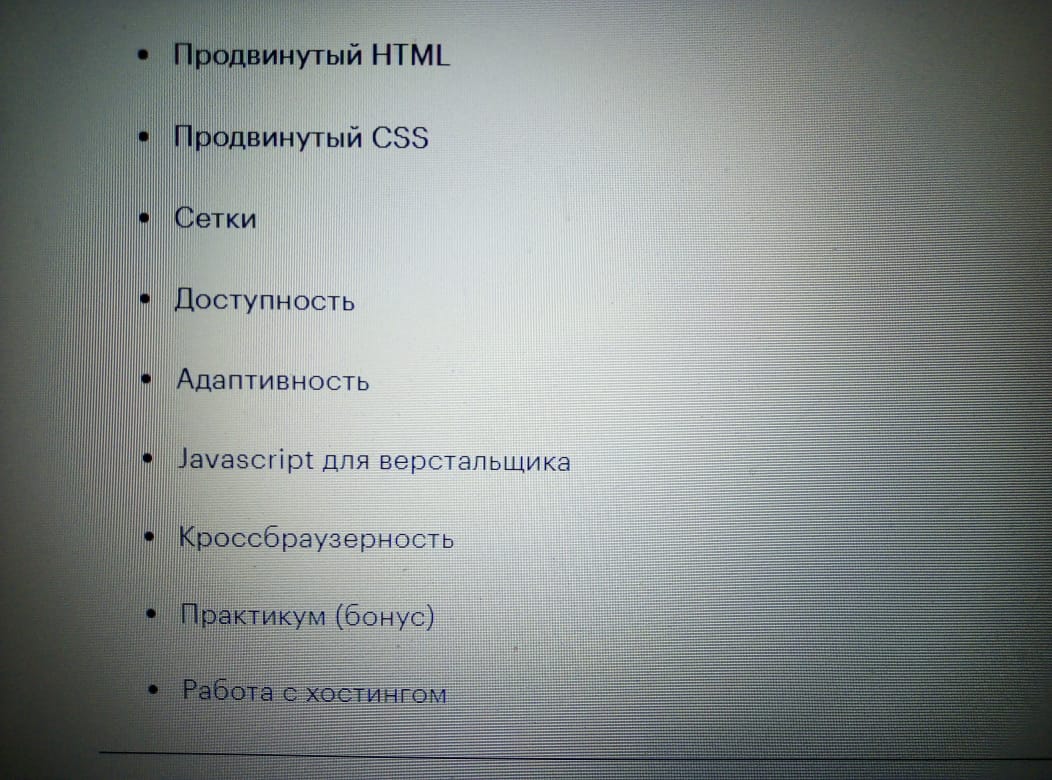 • Продвинутый HTML
• Продвинутый CSS
• Сетки
• Доступность
• Адаптивность
• Javascript для верстальщика
• Кроссбраузерность
• Практикум (бонус)
• Работа с хостингом